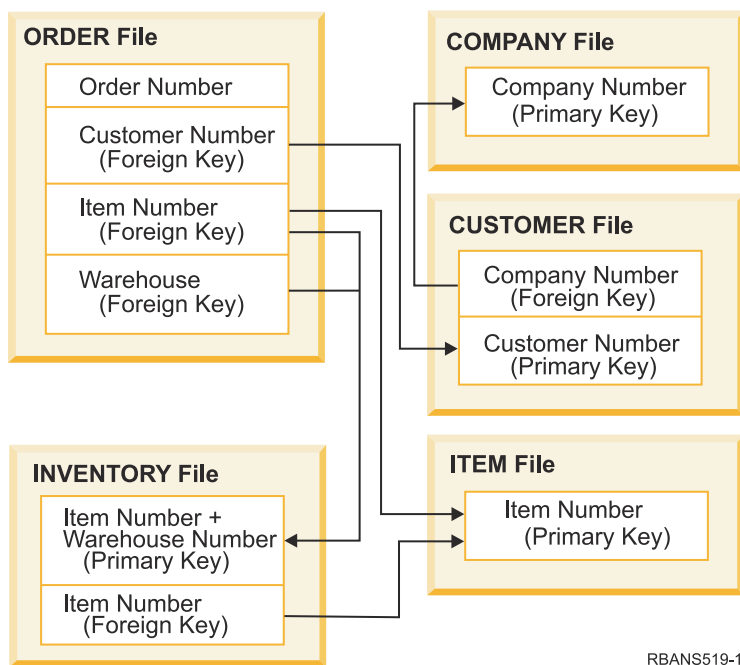 ORDER File
Order Number
Customer Number
(Foreign Key)
Item Number
(Foreign Key)
Warehouse
(Foreign Key)
COMPANY File
Company Number
(Primary Key)
CUSTOMER File
Company Number
(Foreign Key)
Customer Number
(Primary Key)
INVENTORY File
Item Number +
Warehouse Number
(Primary Key)
Item Number
(Foreign Key)
ITEM File
Item Number
(Primary Key)
RBANS519-1